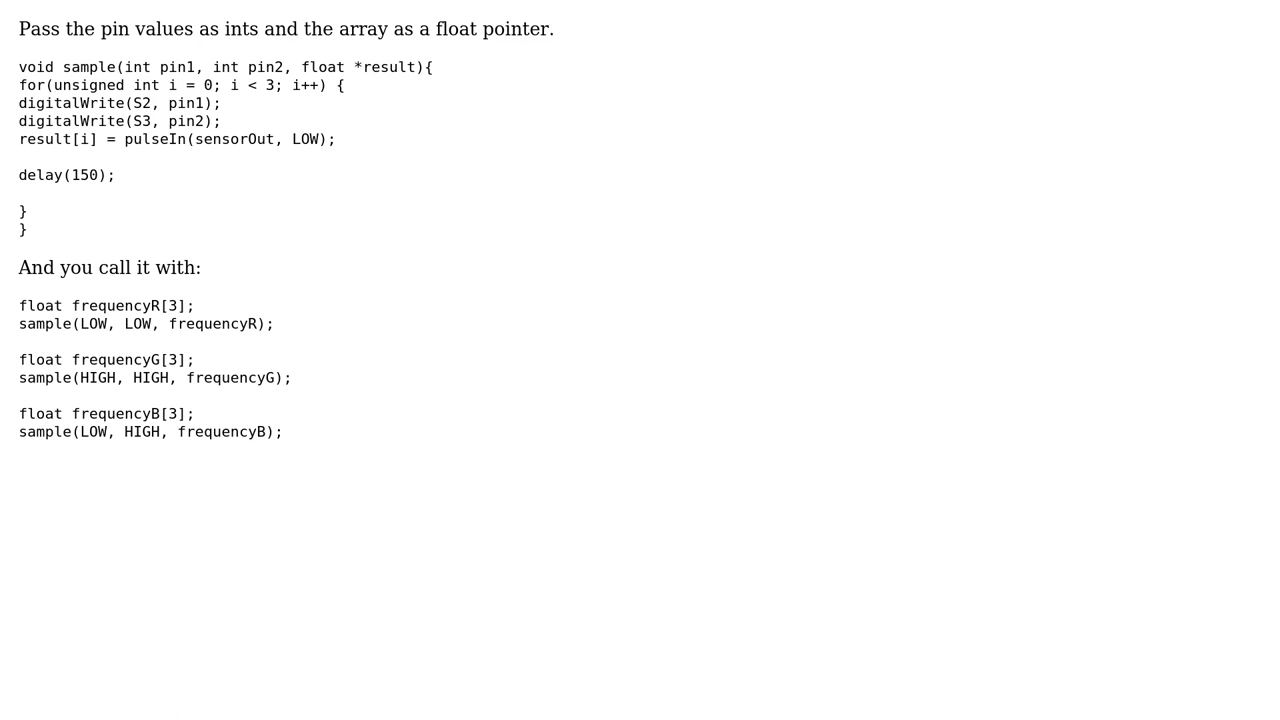 Pass the pin values as ints and the array as a float pointer.
void sample(int pin1, int pin2, float *result){
for(unsigned int i = 0; i < 3; i++) {
digitalWrite(S2, pin1);
digitalWrite(S3, pin2);
result[i] = pulseIn(sensorOut, LOW);
delay(150);
}
}
And you call it with:
float frequencyR[3];
sample(LOW, LOW, frequencyR);
float frequencyG[3];
sample(HIGH, HIGH, frequencyG);
float frequencyB[3];
sample(LOW, HIGH, frequencyB);